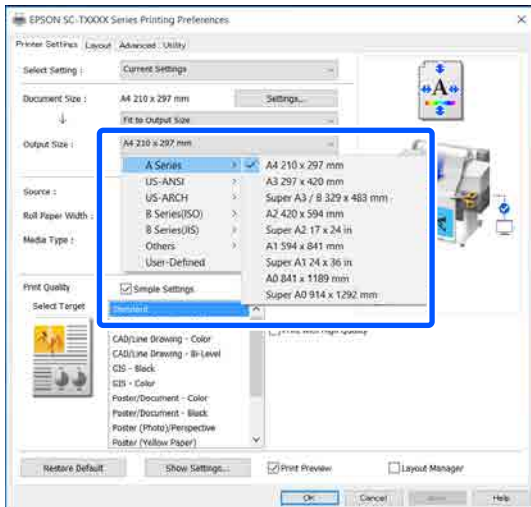 EPSON SC-TXXXX Series Printing Preferences
Printer Settings Layout Advanced Utility
Select Setting : Current Settings
Document Size : A4 210 x 297 mm Settings...
Fit to Output Size
Output Size : A4 210 x 297 mm
A Series
US-ANSI
US-ARCH
B Series(ISO)
B Series(JIS)
Others
User-Defined
A4 210 x 297 mm
A3 297 x 420 mm
Super A3 / B 329 x 483 mm
A2 420 x 594 mm
Super A2 17 x 24 in
A1 594 x 841 mm
Super A1 24 x 36 in
A0 841 x 1189 mm
Super A0 914 x 1292 mm
Source :
Roll Paper Width :
Media Type :
Print Quality
Simple Settings
Select Target
Standard
CAD/Line Drawing - Color
CAD/Line Drawing - Bi-Level
GIS - Black
GIS - Color
Poster/Document - Color
Poster/Document - Black
Poster (Photo)/Perspective
Poster (Yellow Paper)
Print with High Quality
Restore Default Show Settings... Print Preview Layout Manager
OK Cancel Help